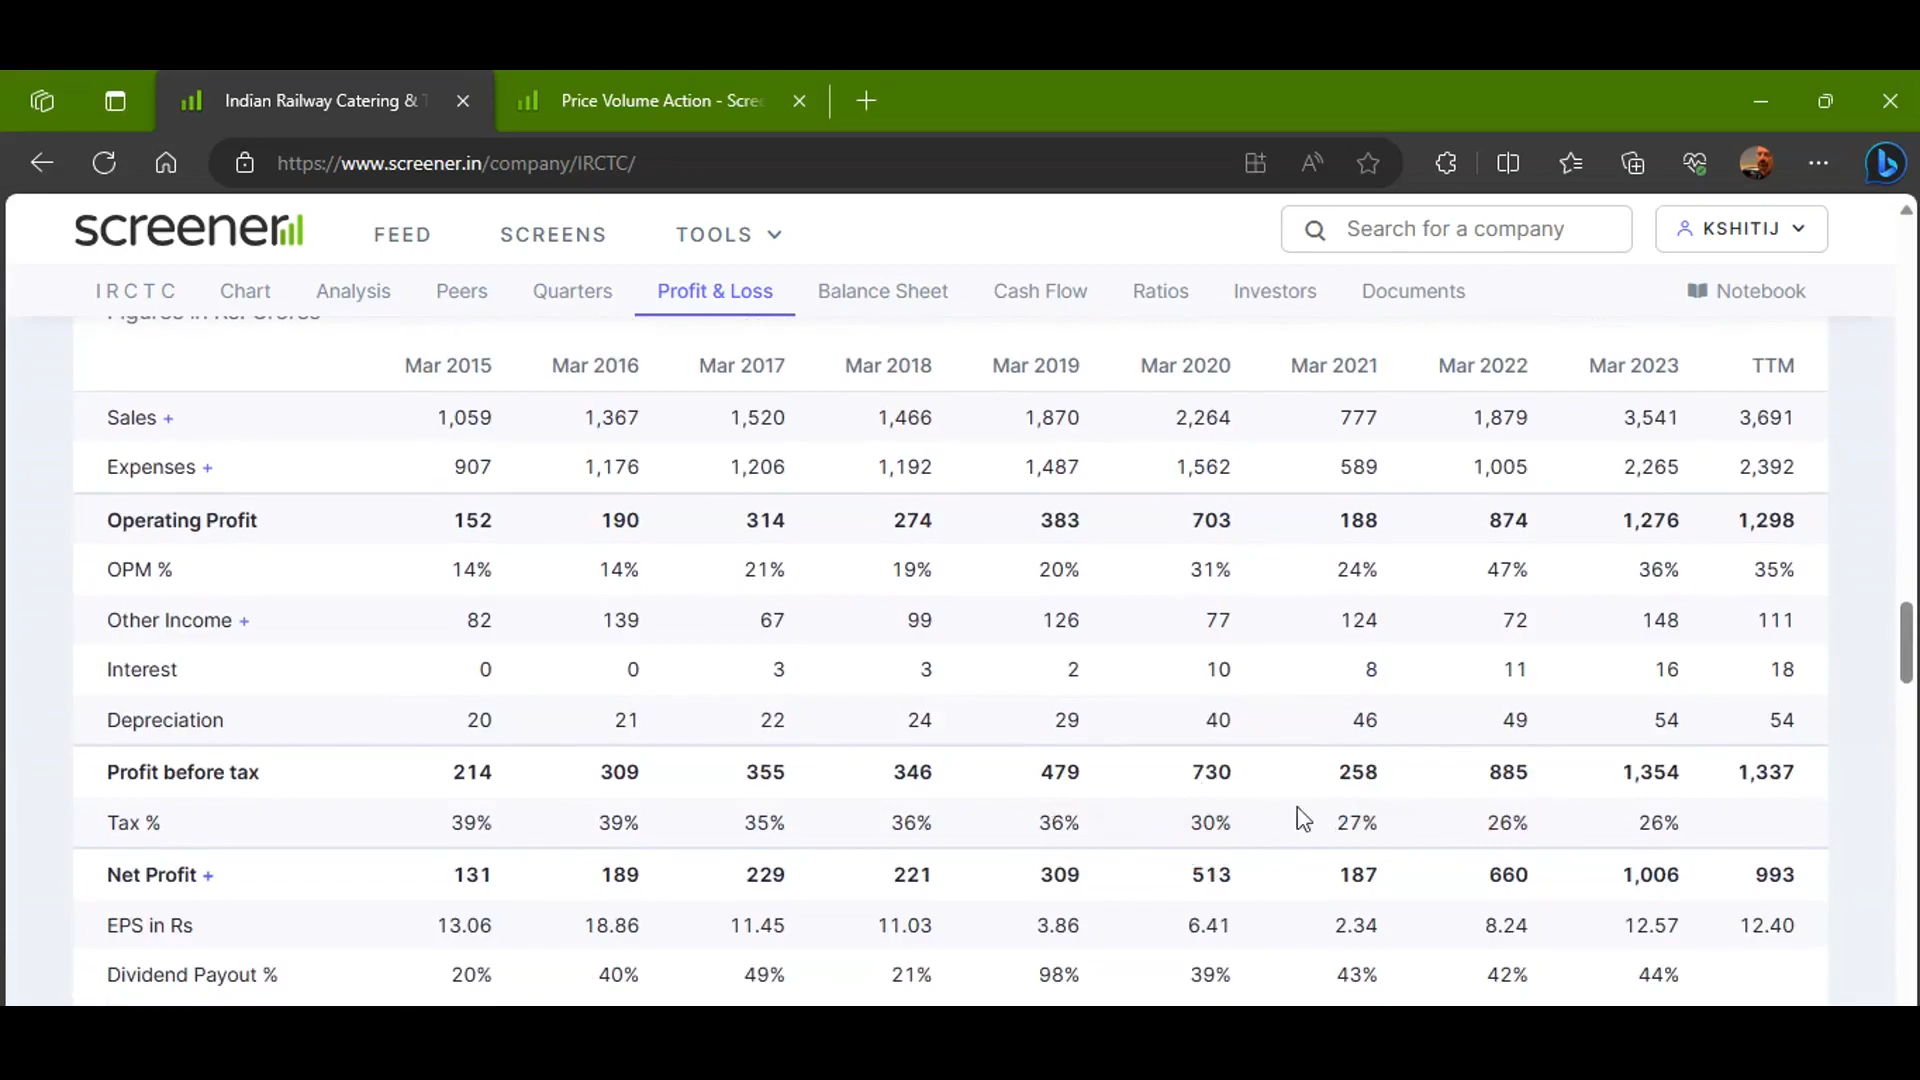 Indian Railway Catering & T
Price Volume Action - Scree
https://www.screener.in/company/IRCTC/
screener
FEED
SCREENS
TOOLS
Search for a company
KSHITIJ
I R C T C
Chart
Analysis
Peers
Quarters
Profit & Loss
Balance Sheet
Cash Flow
Ratios
Investors
Documents
Notebook
Figures in Rs. Crores
Mar 2015 Mar 2016 Mar 2017 Mar 2018 Mar 2019 Mar 2020 Mar 2021 Mar 2022 Mar 2023 TTM
Sales + 1,059 1,367 1,520 1,466 1,870 2,264 777 1,879 3,541 3,691
Expenses + 907 1,176 1,206 1,192 1,487 1,562 589 1,005 2,265 2,392
Operating Profit 152 190 314 274 383 703 188 874 1,276 1,298
OPM % 14% 14% 21% 19% 20% 31% 24% 47% 36% 35%
Other Income + 82 139 67 99 126 77 124 72 148 111
Interest 0 0 3 3 2 10 8 11 16 18
Depreciation 20 21 22 24 29 40 46 49 54 54
Profit before tax 214 309 355 346 479 730 258 885 1,354 1,337
Tax % 39% 39% 35% 36% 36% 30% 27% 26% 26%
Net Profit + 131 189 229 221 309 513 187 660 1,006 993
EPS in Rs 13.06 18.86 11.45 11.03 3.86 6.41 2.34 8.24 12.57 12.40
Dividend Payout % 20% 40% 49% 21% 98% 39% 43% 42% 44%